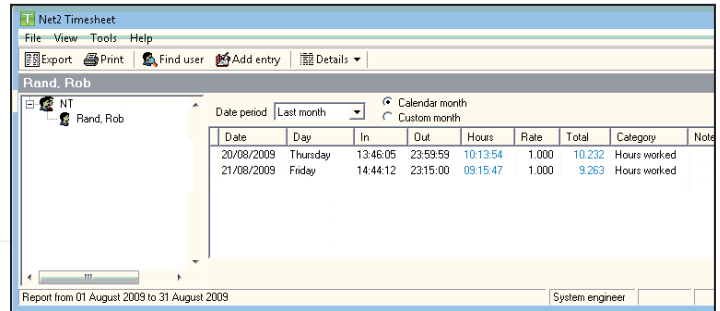 Net2 Timesheet
File View Tools Help
Export Print Find user Add entry Details
Rand, Rob
NT
Rand, Rob
Date period Last month Calendar month
Custom month
Date Day In Out Hours Rate Total Category Note
20/08/2009 Thursday 13:46:05 23:59:59 10:13:54 1.000 10.232 Hours worked
21/08/2009 Friday 14:44:12 23:15:00 09:15:47 1.000 9.263 Hours worked
Report from 01 August 2009 to 31 August 2009 System engineer